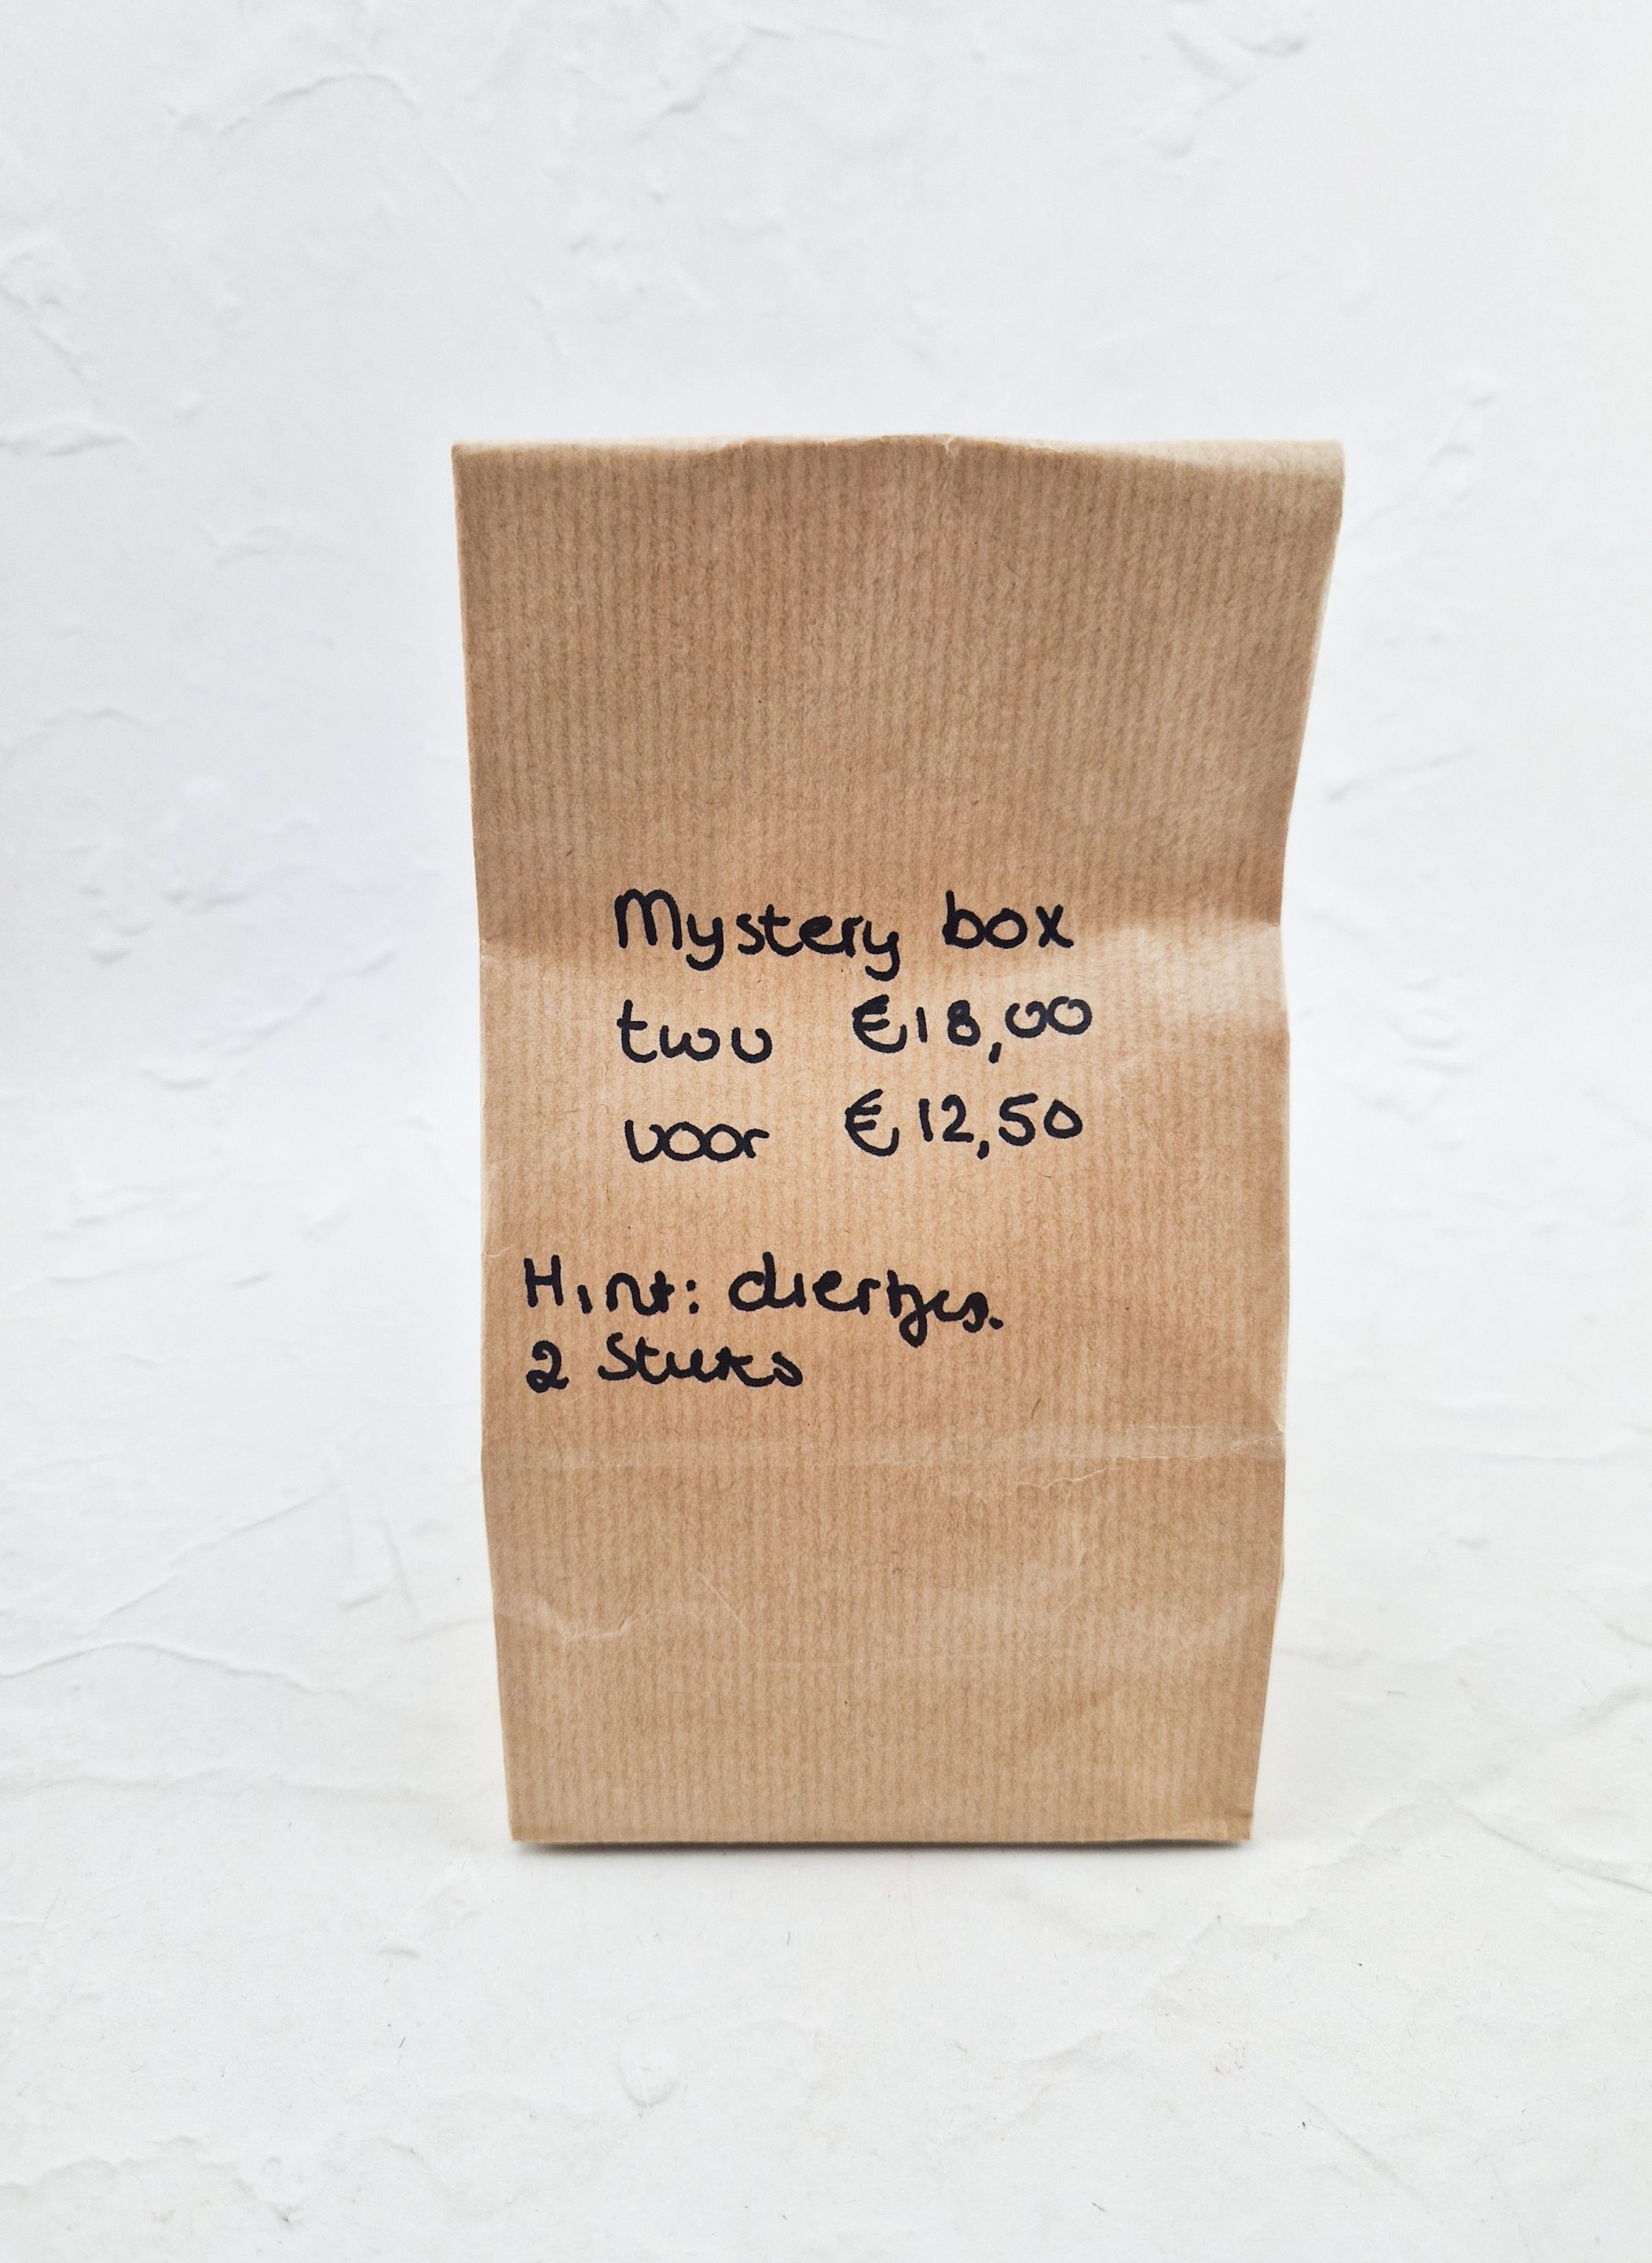 Mystery box
twv €18,00
voor €12,50
Hint: diertjes.
2 Stuks